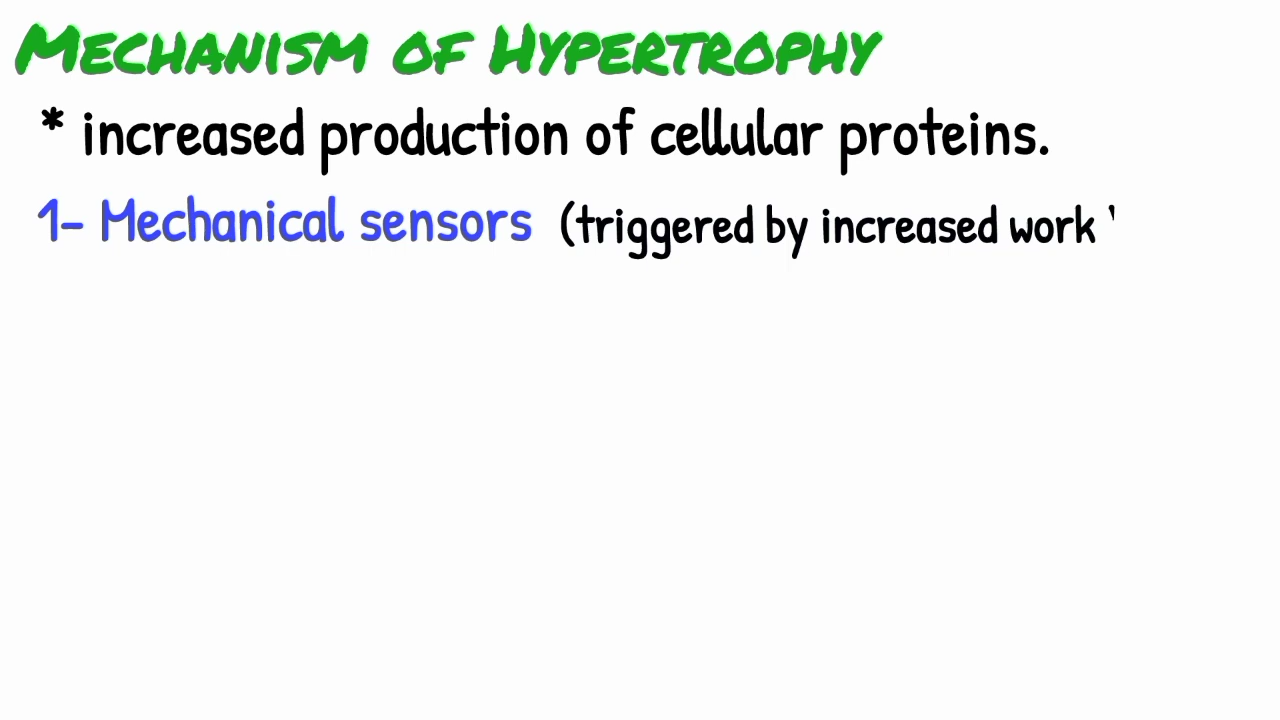 Mechanism of Hypertrophy
* increased production of cellular proteins.
1- Mechanical sensors (triggered by increased work